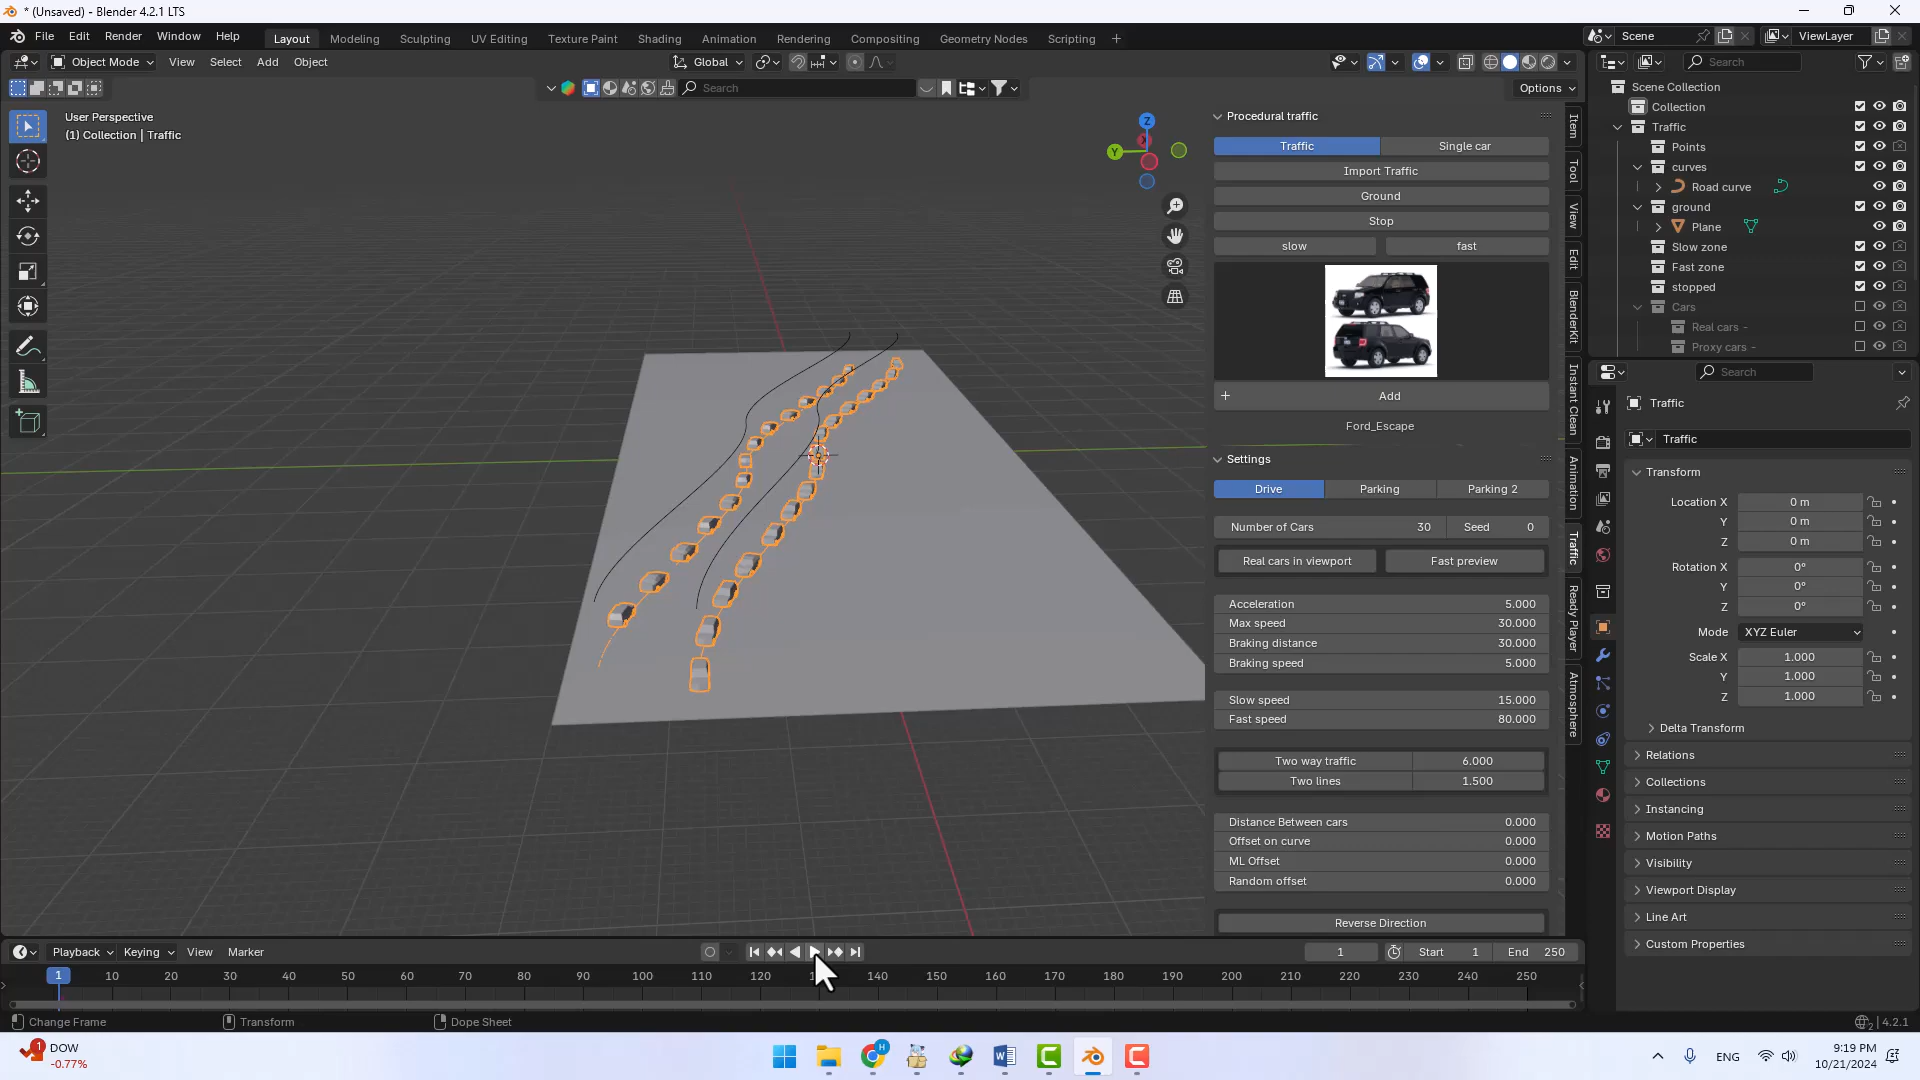 * (Unsaved) - Blender 4.2.1 LTS
File Edit Render Window Help
Layout Modeling Sculpting UV Editing Texture Paint Shading Animation Rendering Compositing Geometry Nodes Scripting +
Scene
ViewLayer
Object Mode View Select Add Object
Global
Search
Options
Search
User Perspective
(1) Collection | Traffic
Z
Y
X
Procedural traffic
Traffic
Single car
Import Traffic
Ground
Stop
slow
fast
Add
Ford_Escape
Settings
Drive
Parking
Parking 2
Number of Cars 30
Seed 0
Real cars in viewport
Fast preview
Acceleration 5.000
Max speed 30.000
Braking distance 30.000
Braking speed 5.000
Slow speed 15.000
Fast speed 80.000
Two way traffic 6.000
Two lines 1.500
Distance Between cars 0.000
Offset on curve 0.000
ML Offset 0.000
Random offset 0.000
Reverse Direction
Item
Tool
View
Edit
BlenderKit
Instant Clean
Animation
Traffic
Ready Player
Atmosphere
Scene Collection
Collection
Traffic
Points
curves
Road curve
ground
Plane
Slow zone
Fast zone
stopped
Cars
Real cars -
Proxy cars -
Search
Traffic
Traffic
Transform
Location X 0 m
Y 0 m
Z 0 m
Rotation X 0°
Y 0°
Z 0°
Mode XYZ Euler
Scale X 1.000
Y 1.000
Z 1.000
Delta Transform
Relations
Collections
Instancing
Motion Paths
Visibility
Viewport Display
Line Art
Custom Properties
Playback Keying View Marker
1
Start 1
End 250
1 10 20 30 40 50 60 70 80 90 100 110 120 130 140 150 160 170 180 190 200 210 220 230 240 250
Change Frame
Transform
Dope Sheet
4.2.1
1
DOW
-0.77%
H
ENG
9:19 PM
10/21/2024